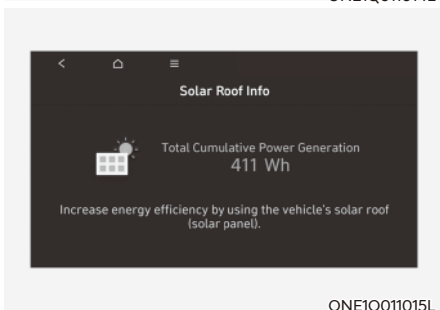 Solar Roof Info
Total Cumulative Power Generation
411 Wh
Increase energy efficiency by using the vehicle's solar roof
(solar panel).
ONE1Q011015L